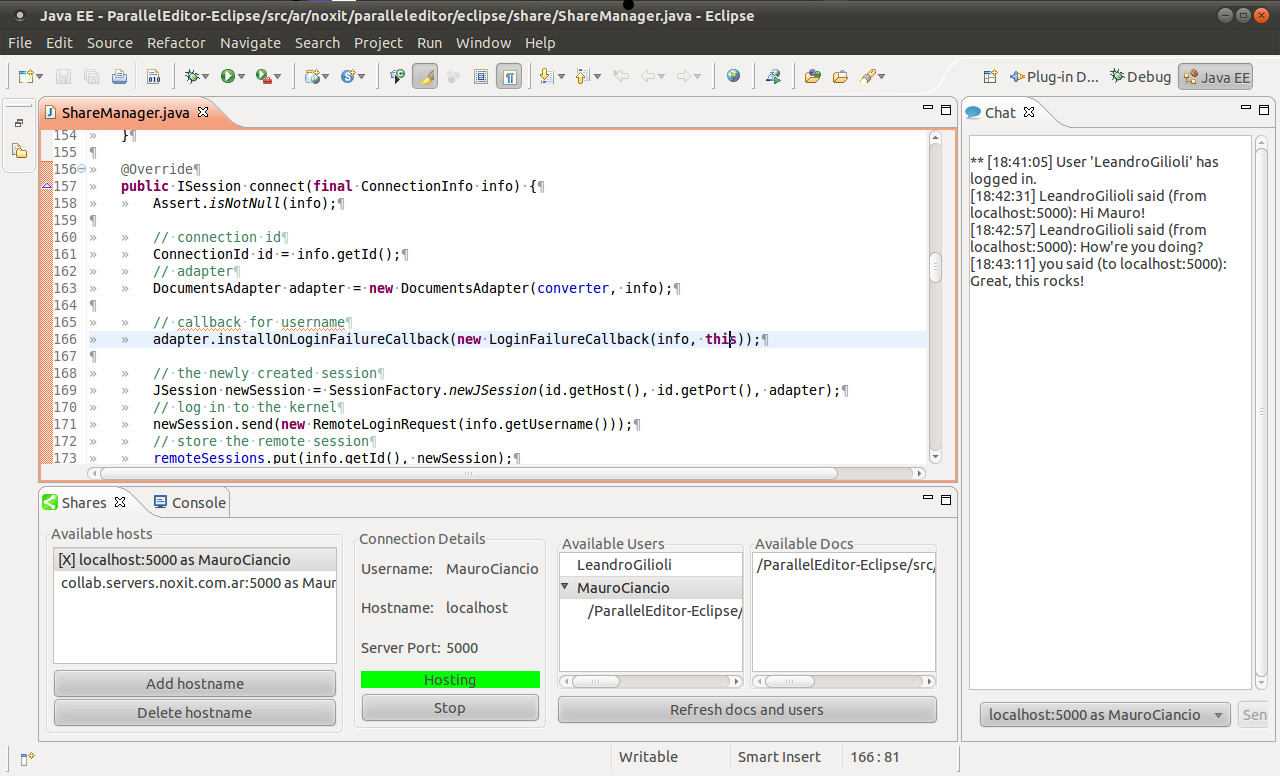 Java EE - ParallelEditor-Eclipse/src/ar/noxit/paralleleditor/eclipse/share/ShareManager.java - Eclipse
File Edit Source Refactor Navigate Search Project Run Window Help
Plug-in D... Debug Java EE
ShareManager.java
154 » }¶
155 ¶
156 » @Override¶
157 » public·ISession·connect(final·ConnectionInfo·info)·{¶
158 » » Assert.isNotNull(info);¶
159 ¶
160 » » //·connection·id¶
161 » » ConnectionId·id·=·info.getId();¶
162 » » //·adapter¶
163 » » DocumentsAdapter·adapter·=·new·DocumentsAdapter(converter,·info);¶
164 ¶
165 » » //·callback·for·username¶
166 » » adapter.installOnLoginFailureCallback(new·LoginFailureCallback(info,·this));¶
167 ¶
168 » » //·the·newly·created·session¶
169 » » JSession·newSession·=·SessionFactory.newJSession(id.getHost(),·id.getPort(),·adapter);¶
170 » » //·log·in·to·the·kernel¶
171 » » newSession.send(new·RemoteLoginRequest(info.getUsername()));¶
172 » » //·store·the·remote·session¶
173 » » remoteSessions.put(info.getId(),·newSession);¶
Chat
** [18:41:05] User 'LeandroGilioli' has
logged in.
[18:42:31] LeandroGilioli said (from
localhost:5000): Hi Mauro!
[18:42:57] LeandroGilioli said (from
localhost:5000): How're you doing?
[18:43:11] you said (to localhost:5000):
Great, this rocks!
localhost:5000 as MauroCiancio Sen
Shares Console
Available hosts
[X] localhost:5000 as MauroCiancio
collab.servers.noxit.com.ar:5000 as Maur
Add hostname
Delete hostname
Connection Details
Username: MauroCiancio
Hostname: localhost
Server Port: 5000
Hosting
Stop
Available Users
LeandroGilioli
MauroCiancio
/ParallelEditor-Eclipse/
Available Docs
/ParallelEditor-Eclipse/src/
Refresh docs and users
Writable Smart Insert 166 : 81